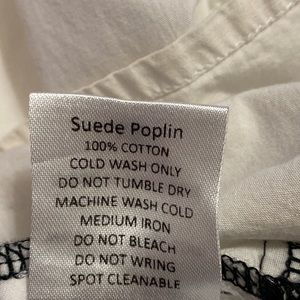 Suede Poplin
100% COTTON
COLD WASH ONLY
DO NOT TUMBLE DRY
MACHINE WASH COLD
MEDIUM IRON
DO NOT BLEACH
DO NOT WRING
SPOT CLEANABLE